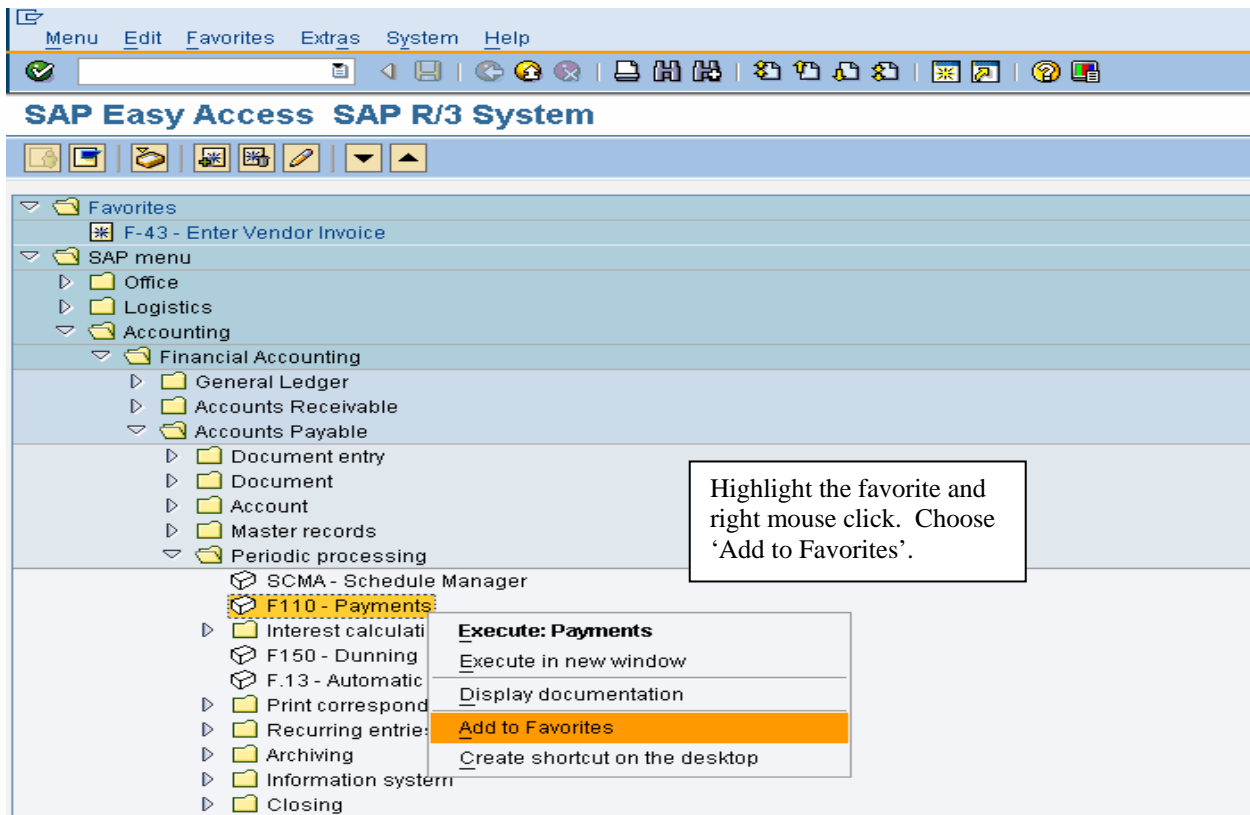 Menu Edit Favorites Extras System Help
SAP Easy Access SAP R/3 System
Favorites
F-43 - Enter Vendor Invoice
SAP menu
Office
Logistics
Accounting
Financial Accounting
General Ledger
Accounts Receivable
Accounts Payable
Document entry
Document
Account
Master records
Periodic processing
Highlight the favorite and
right mouse click. Choose
‘Add to Favorites’.
SCMA - Schedule Manager
F110 - Payments
Interest calculati
F150 - Dunning
F.13 - Automatic
Print correspond
Recurring entries
Archiving
Information system
Closing
Execute: Payments
Execute in new window
Display documentation
Add to Favorites
Create shortcut on the desktop